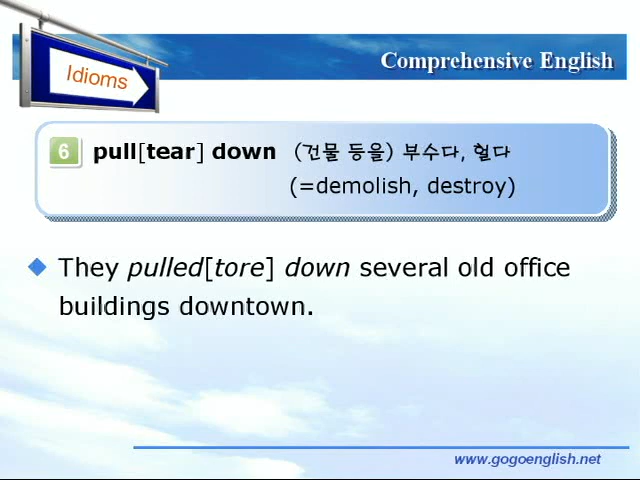 Idioms
Comprehensive English
6 pull[tear] down (건물 등을) 부수다, 헐다
(=demolish, destroy)
They pulled[tore] down several old office
buildings downtown.
www.gogoenglish.net